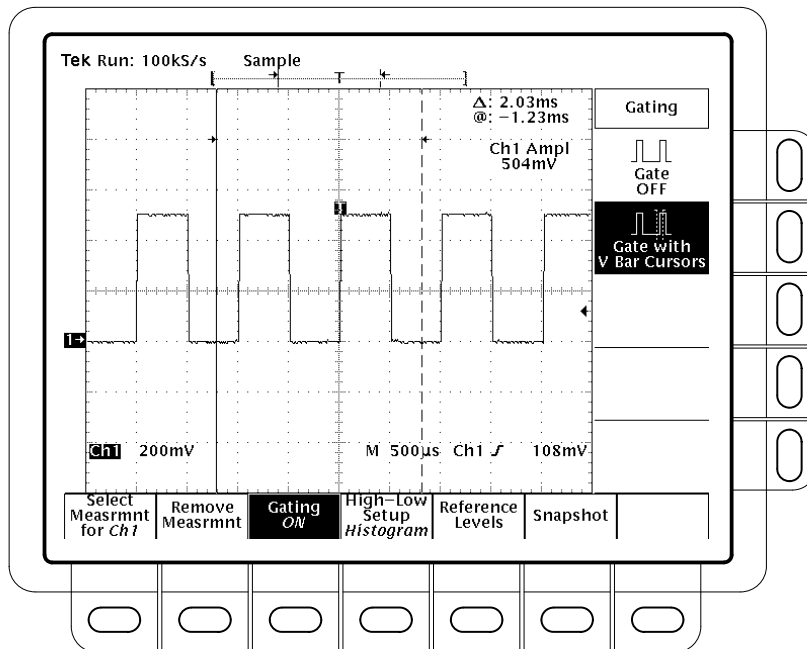 Tek Run: 100kS/s Sample
T
Δ: 2.03ms
@: −1.23ms
Ch1 Ampl
504mV
T
1
Ch1 200mV M 500µs Ch1 108mV
Gating
Gate
OFF
Gate with
V Bar Cursors
Select
Measrmnt
for Ch1
Remove
Measrmnt
Gating
ON
High−Low
Setup
Histogram
Reference
Levels
Snapshot